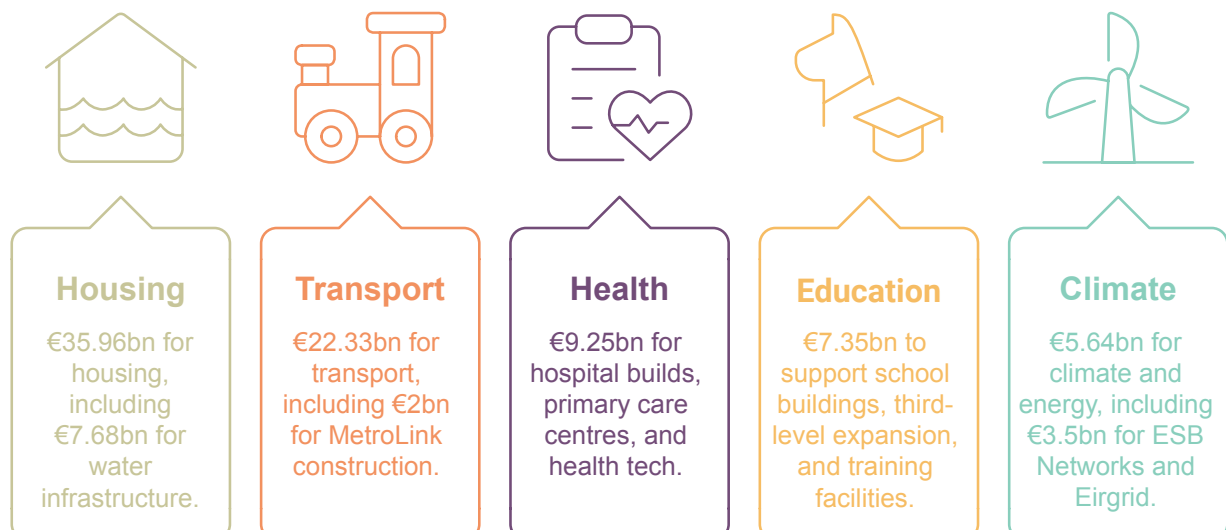 Housing
€35.96bn for
housing,
including
€7.68bn for
water
infrastructure.
Transport
€22.33bn for
transport,
including €2bn
for MetroLink
construction.
Health
€9.25bn for
hospital builds,
primary care
centres, and
health tech.
Education
€7.35bn to
support school
buildings, third-
level expansion,
and training
facilities.
Climate
€5.64bn for
climate and
energy, including
€3.5bn for ESB
Networks and
Eirgrid.